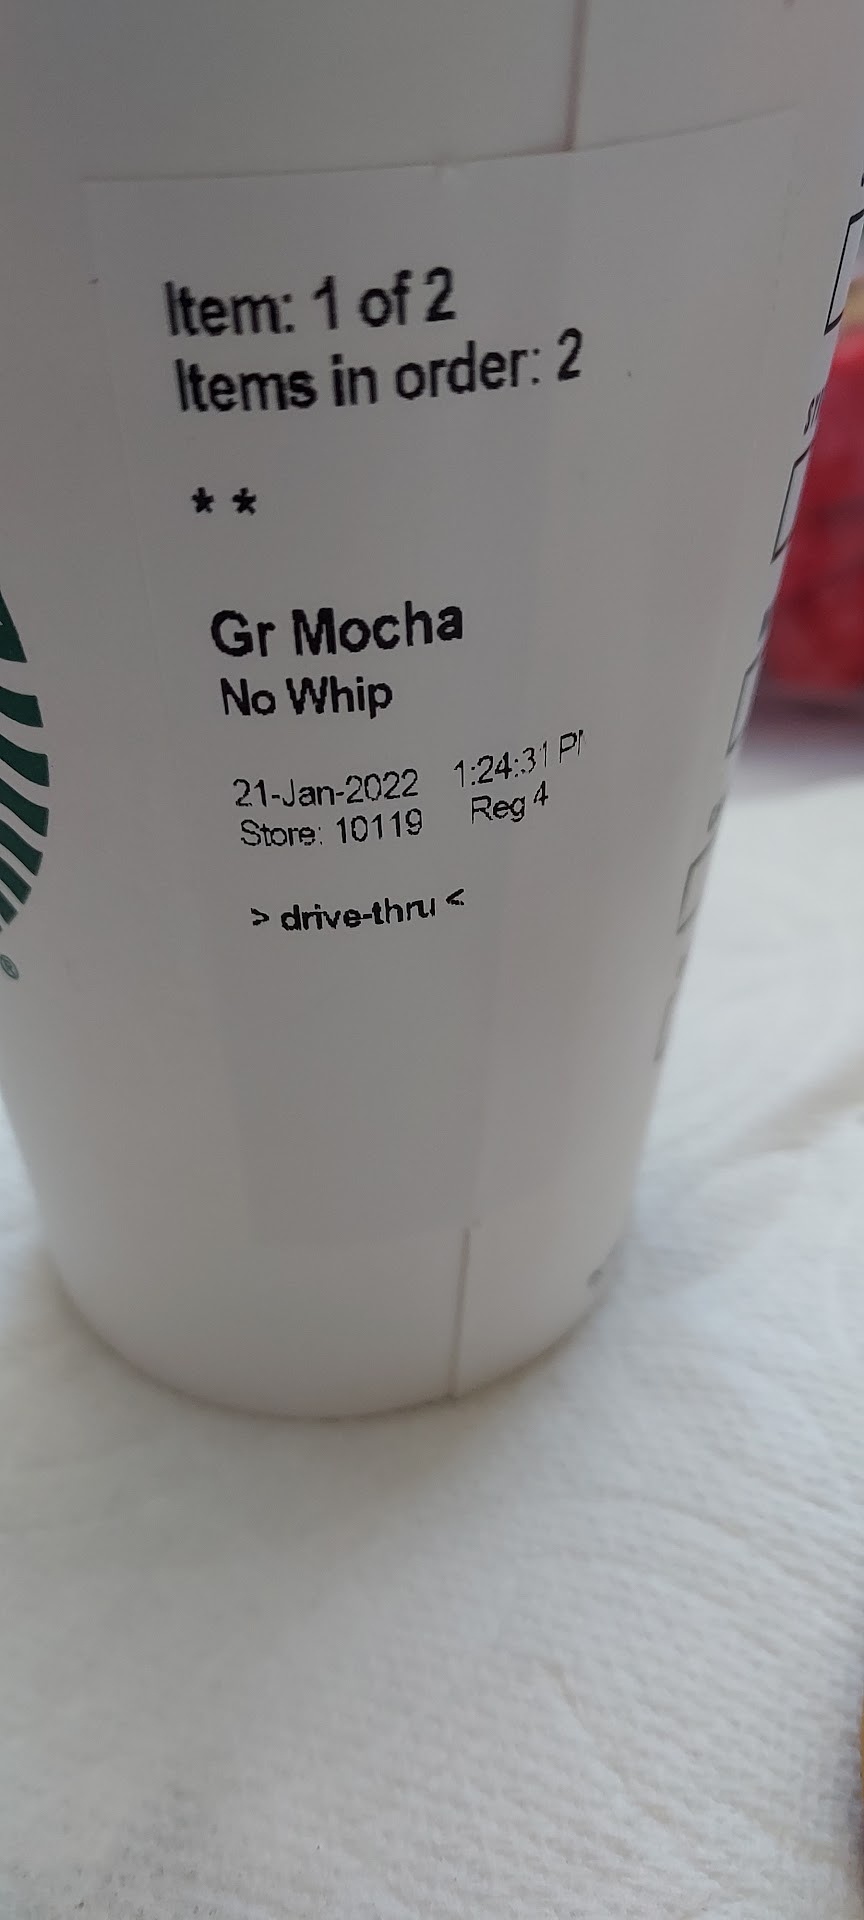 Item: 1 of 2
Items in order: 2
* *
Gr Mocha
No Whip
21-Jan-2022 1:24:31 P
Store: 10119 Reg 4
> drive-thru <
®